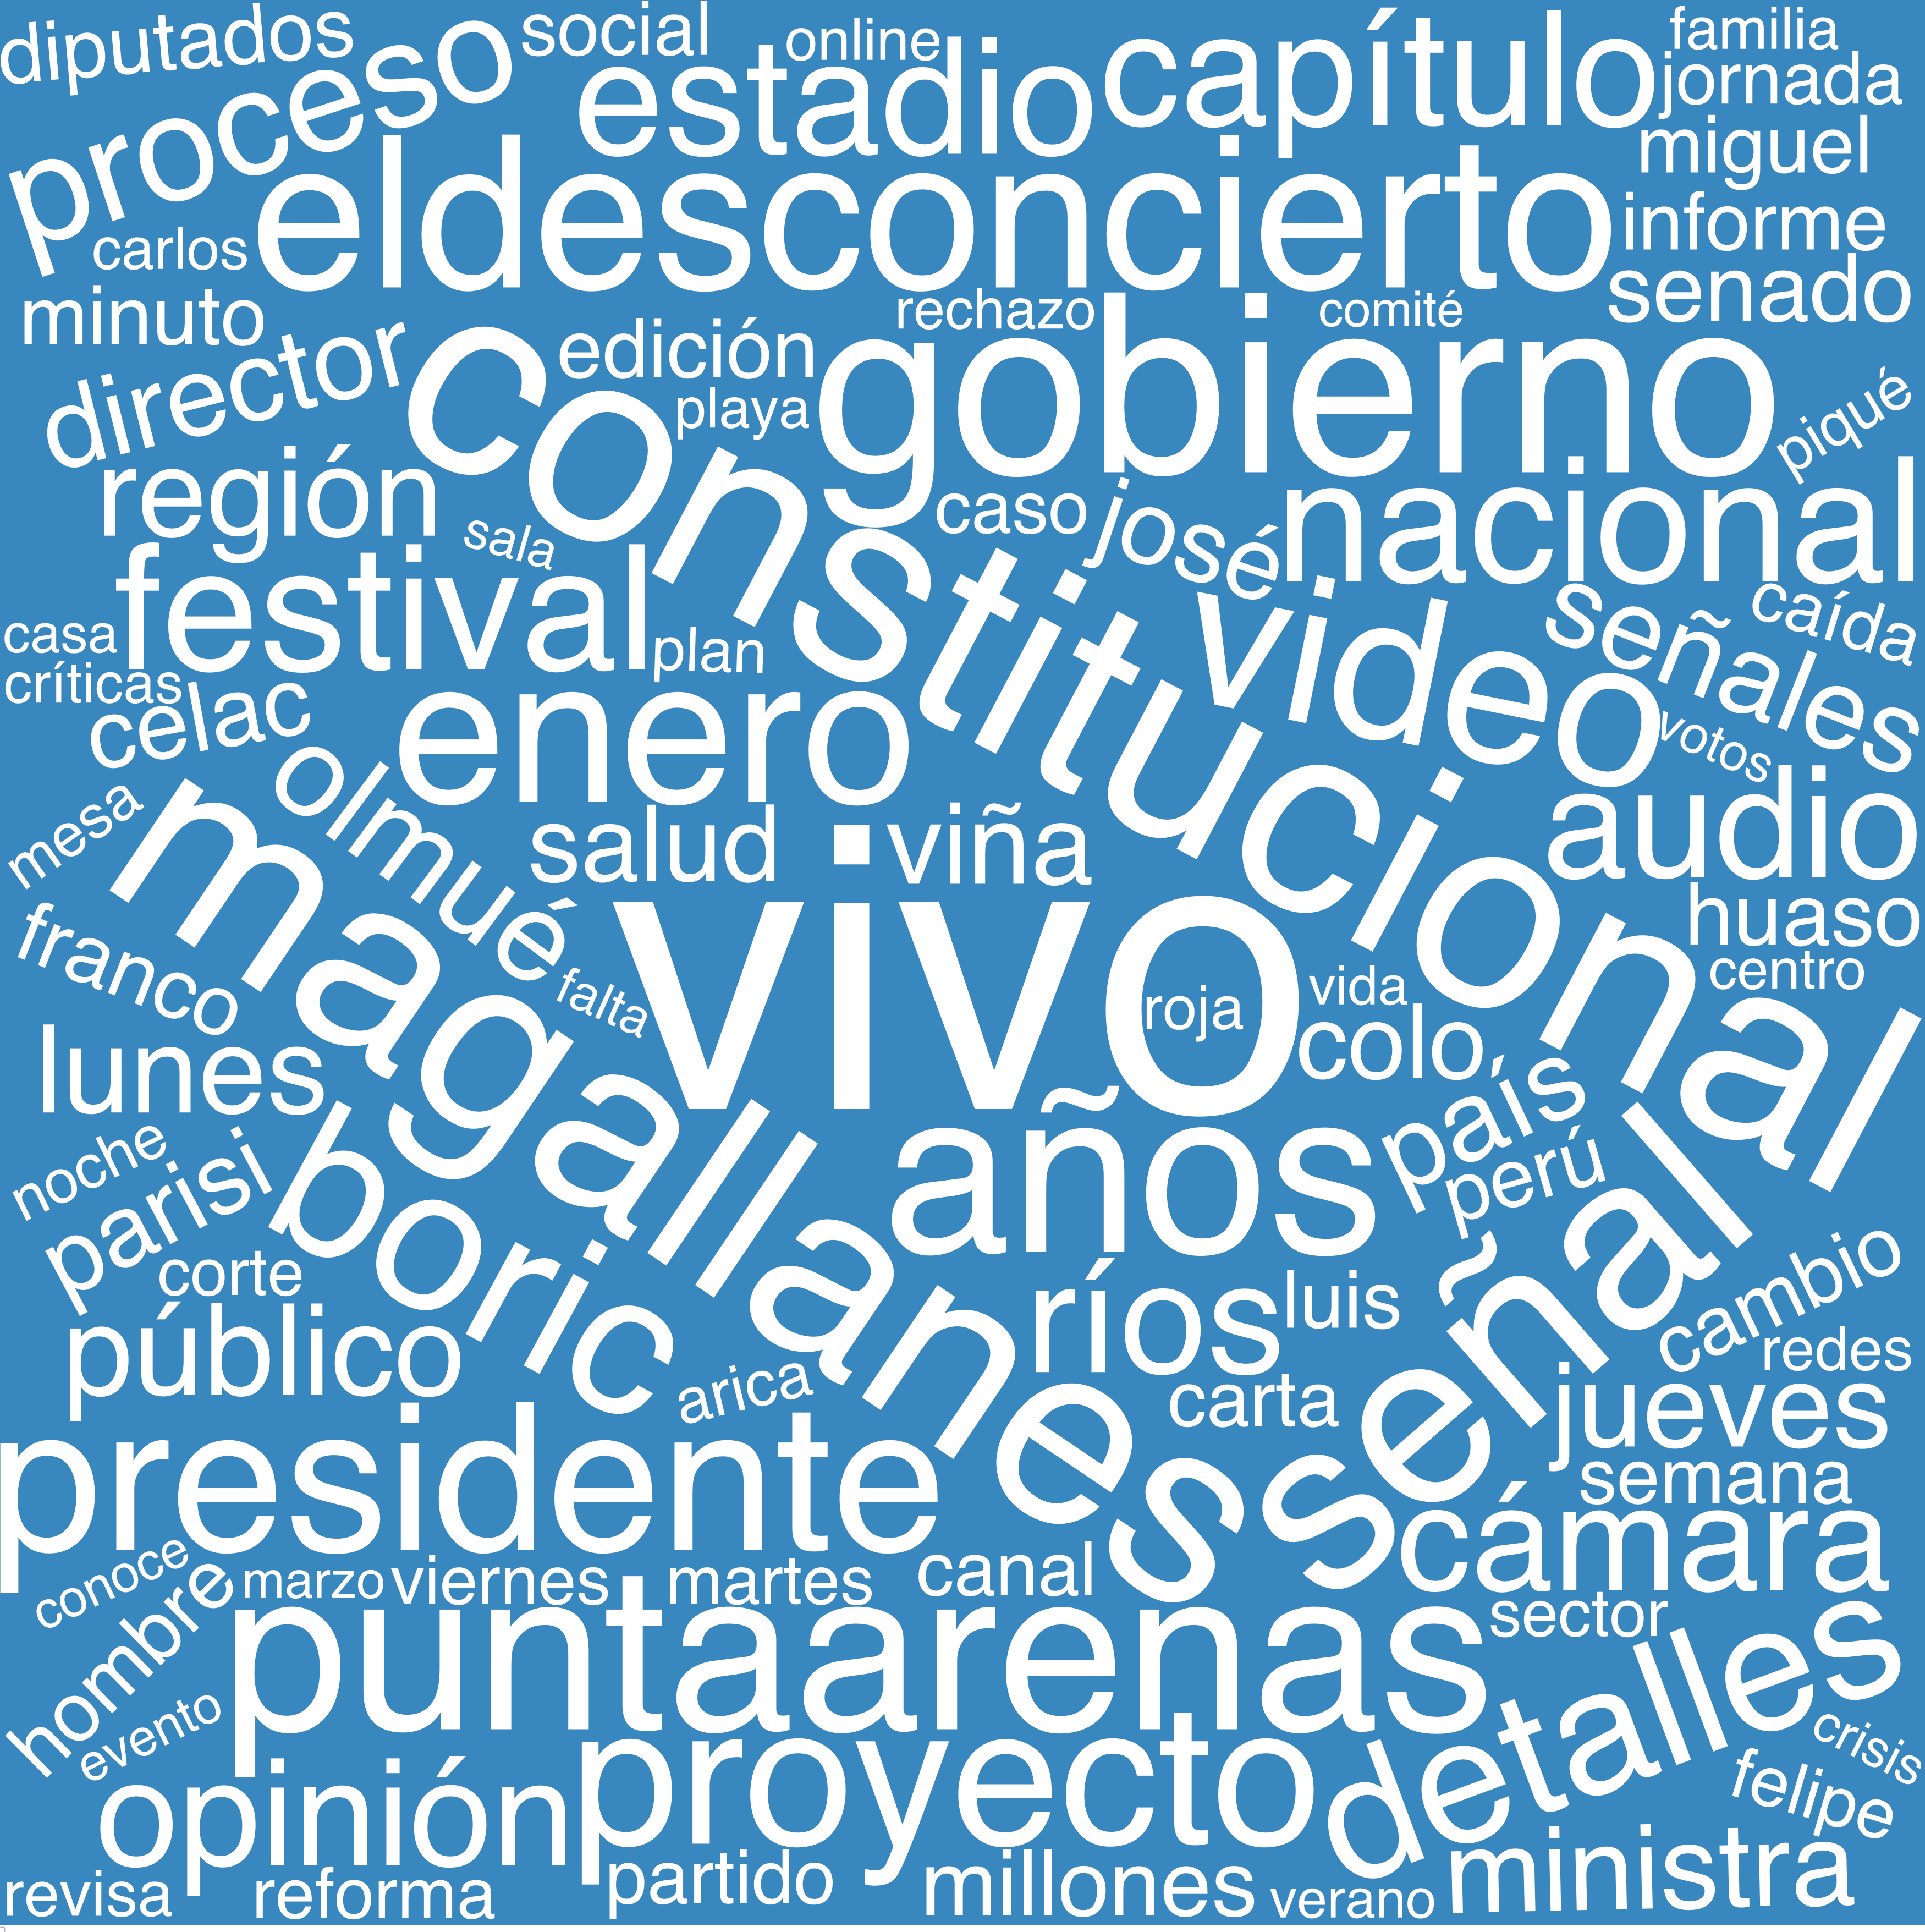 diputados
proceso
social
online
estadio
capítulo
familia
jornada
miguel
eldesconcierto
informe
carlos
senado
minuto
director
constitucional
edición
rechazo
comité
gobierno
playa
piqué
región
sala
caso
josé
nacional
festival
casa
críticas
plan
video
señales
caída
celac
enero
votos
olmué
mesa
magallanes
salud
viña
audio
huaso
franco
falta
vivo
roja
vida
colo
centro
lunes
noche
parisi
boric
años
país
perú
señal
corte
público
ríos
luis
cambio
redes
arica
carta
jueves
presidente
semana
cámara
conoce
hombre
marzo
viernes
martes
canal
puntaarenas
sector
detalles
evento
crisis
felipe
opinión
proyecto
ministra
revisa
reforma
partido
millones
verano